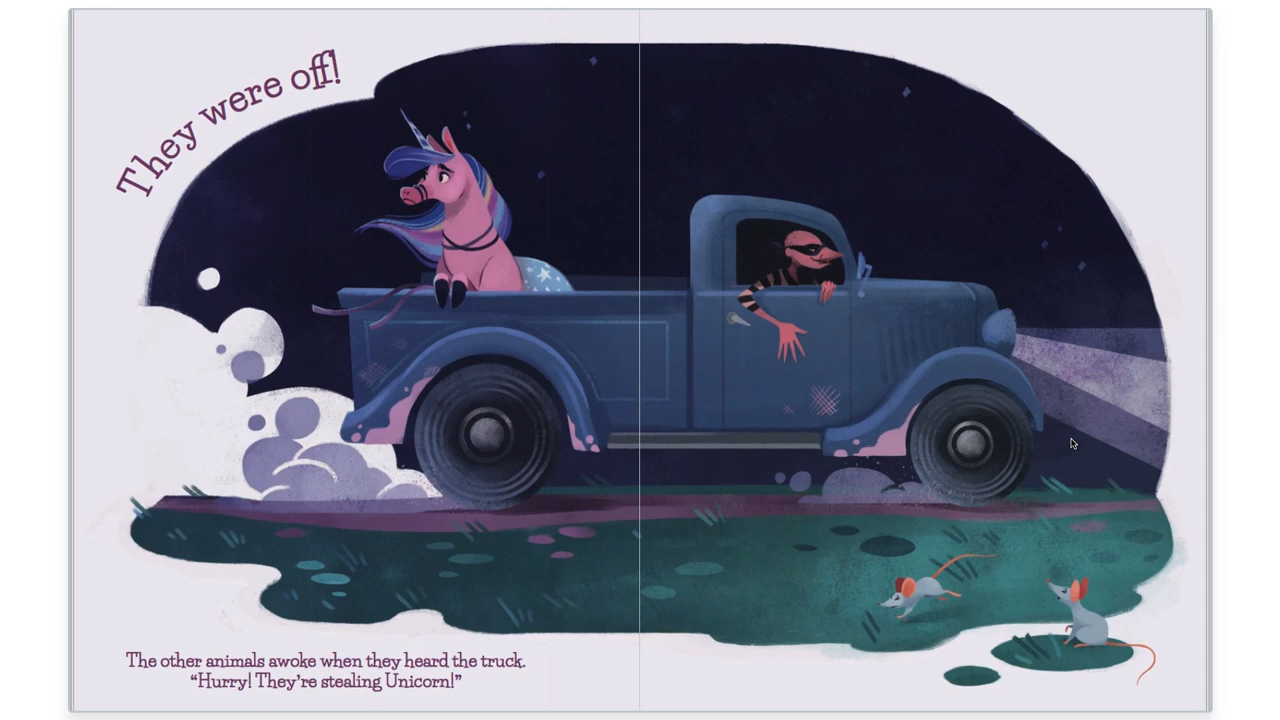 They were off!
The other animals awoke when they heard the truck.
“Hurry! They’re stealing Unicorn!”